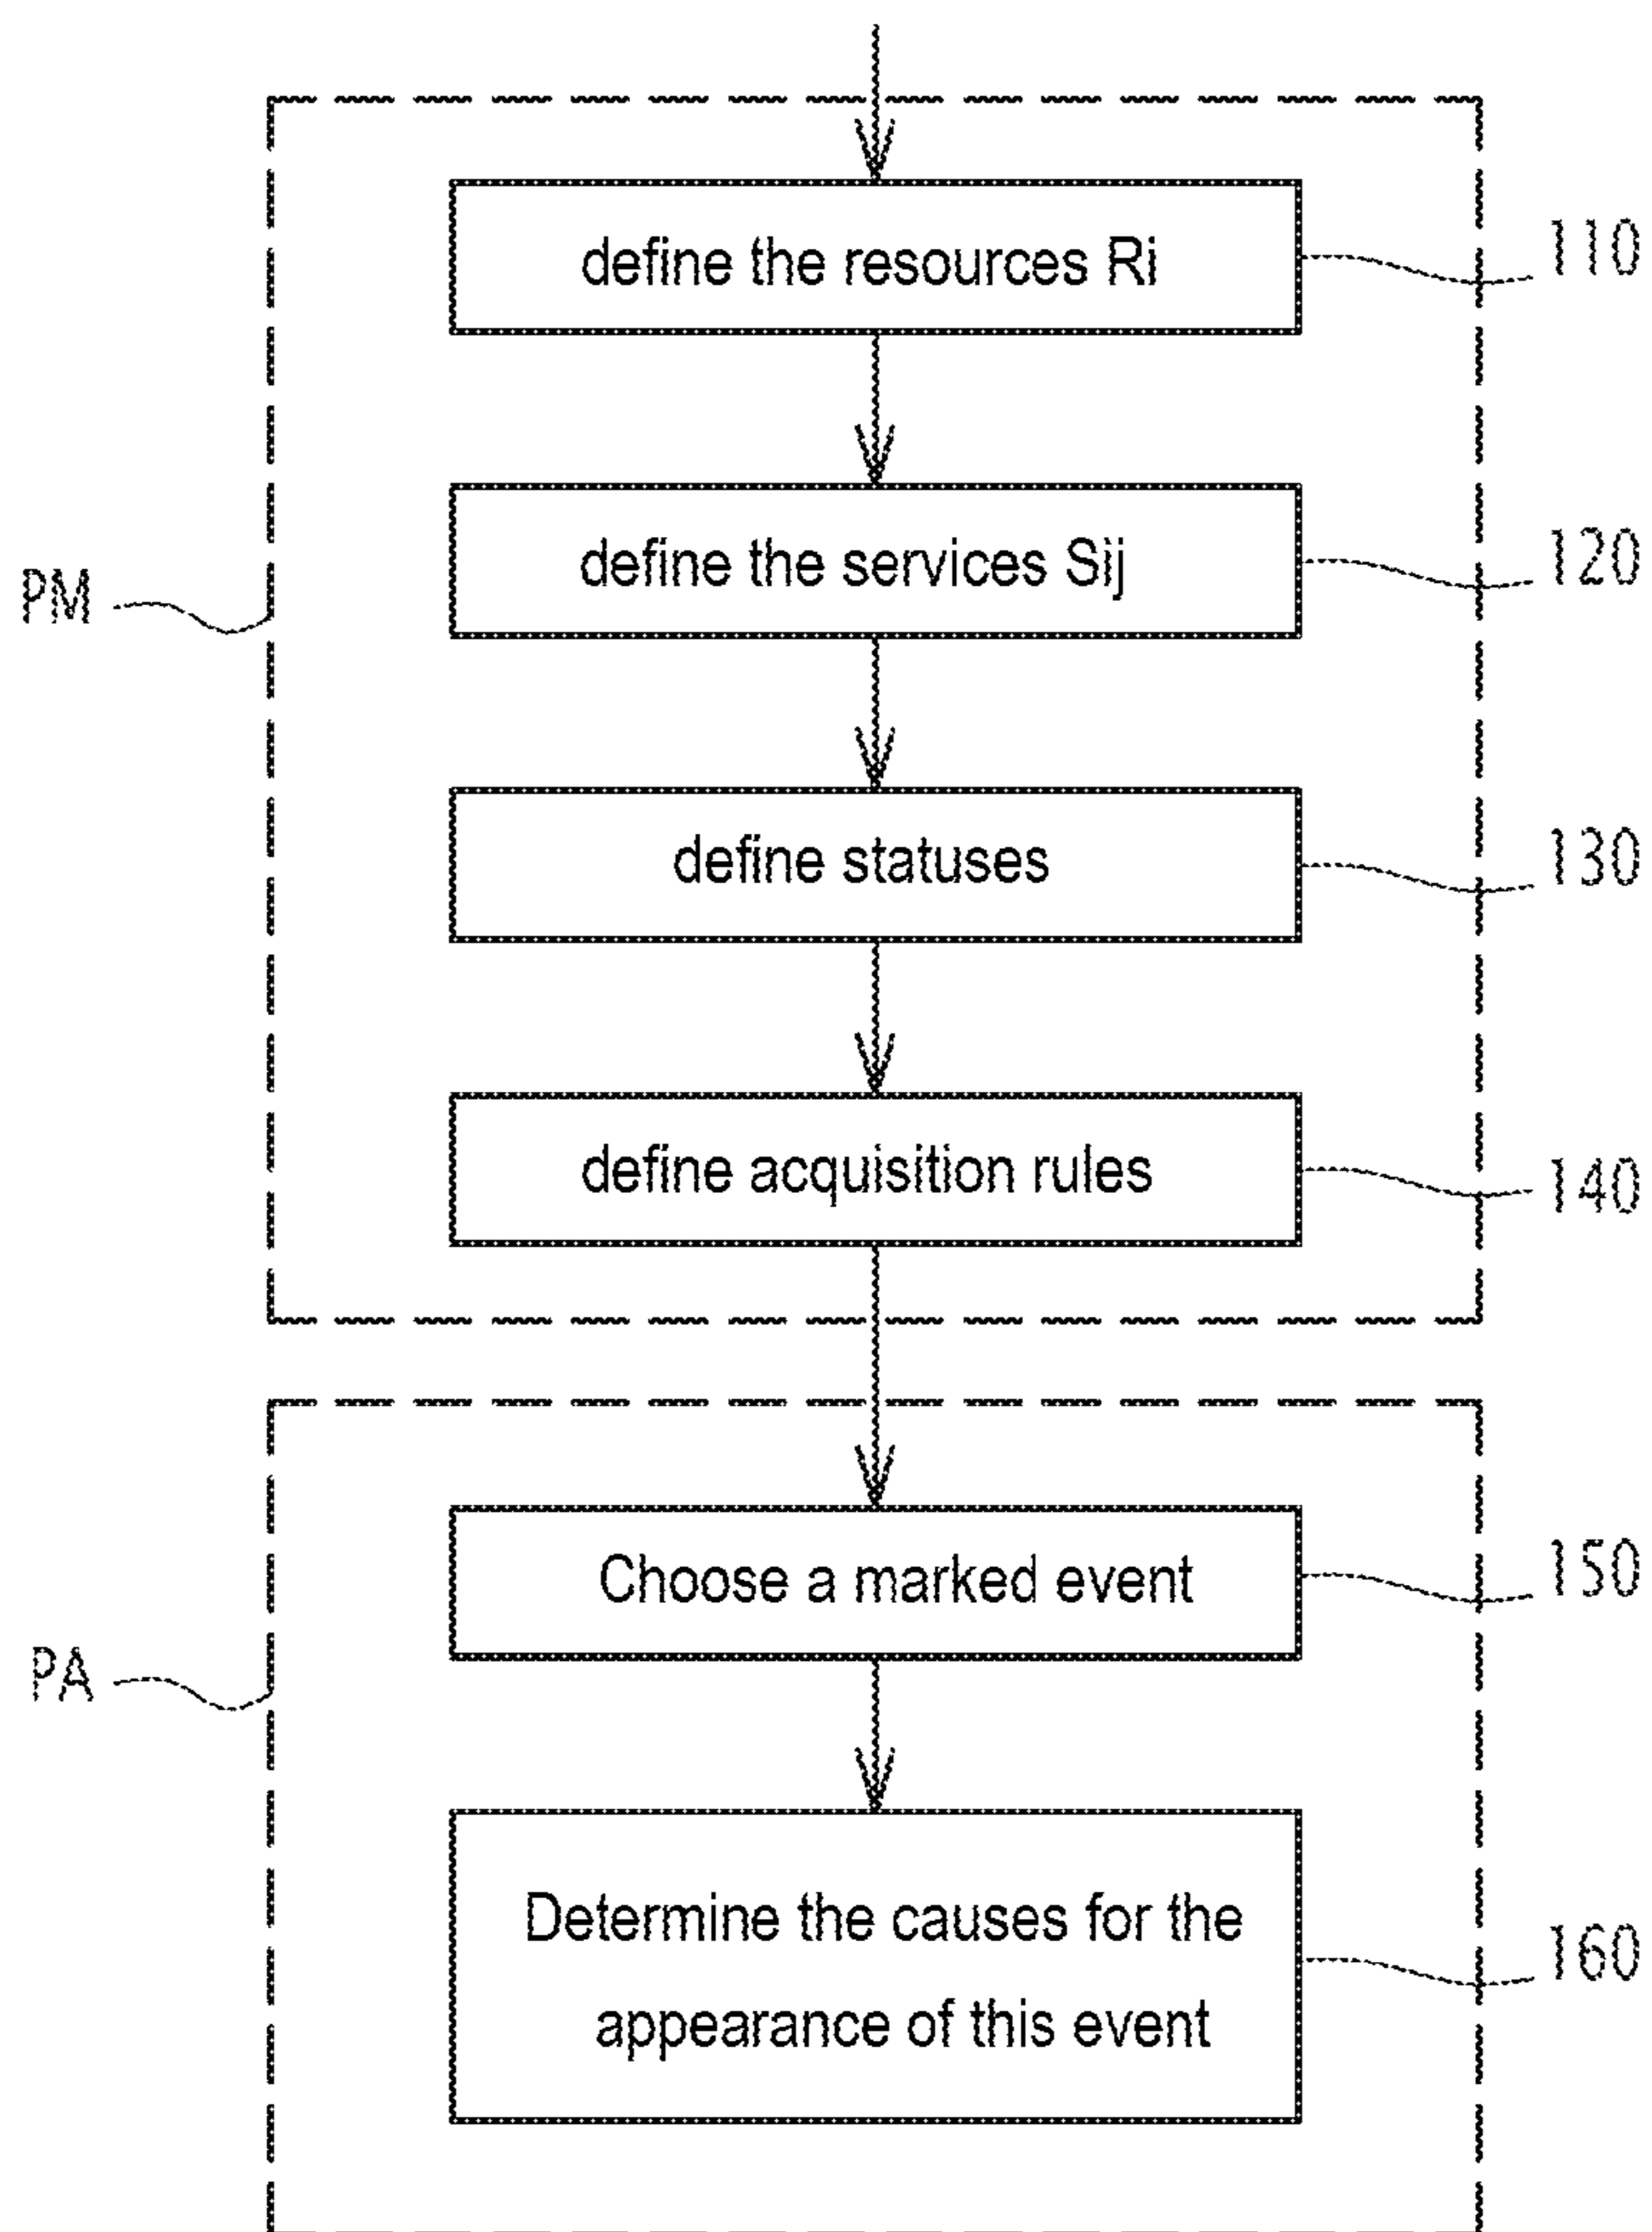 define the resources Ri
110
define the services Sij
120
PM
define statuses
130
define acquisition rules
140
Choose a marked event
150
PA
Determine the causes for the
appearance of this event
160